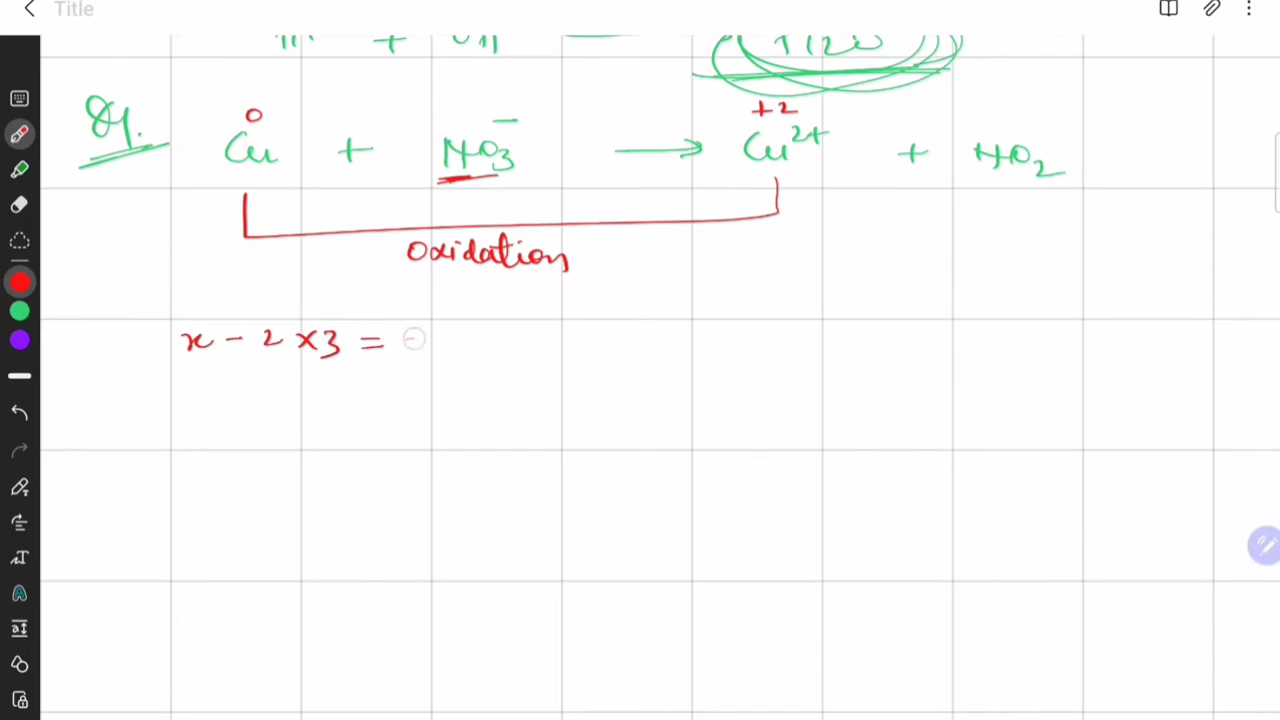 Title
Q1. Cu + NO3⁻ → Cu²⁺ + NO2
0 +2
oxidation
x - 2 × 3 = -